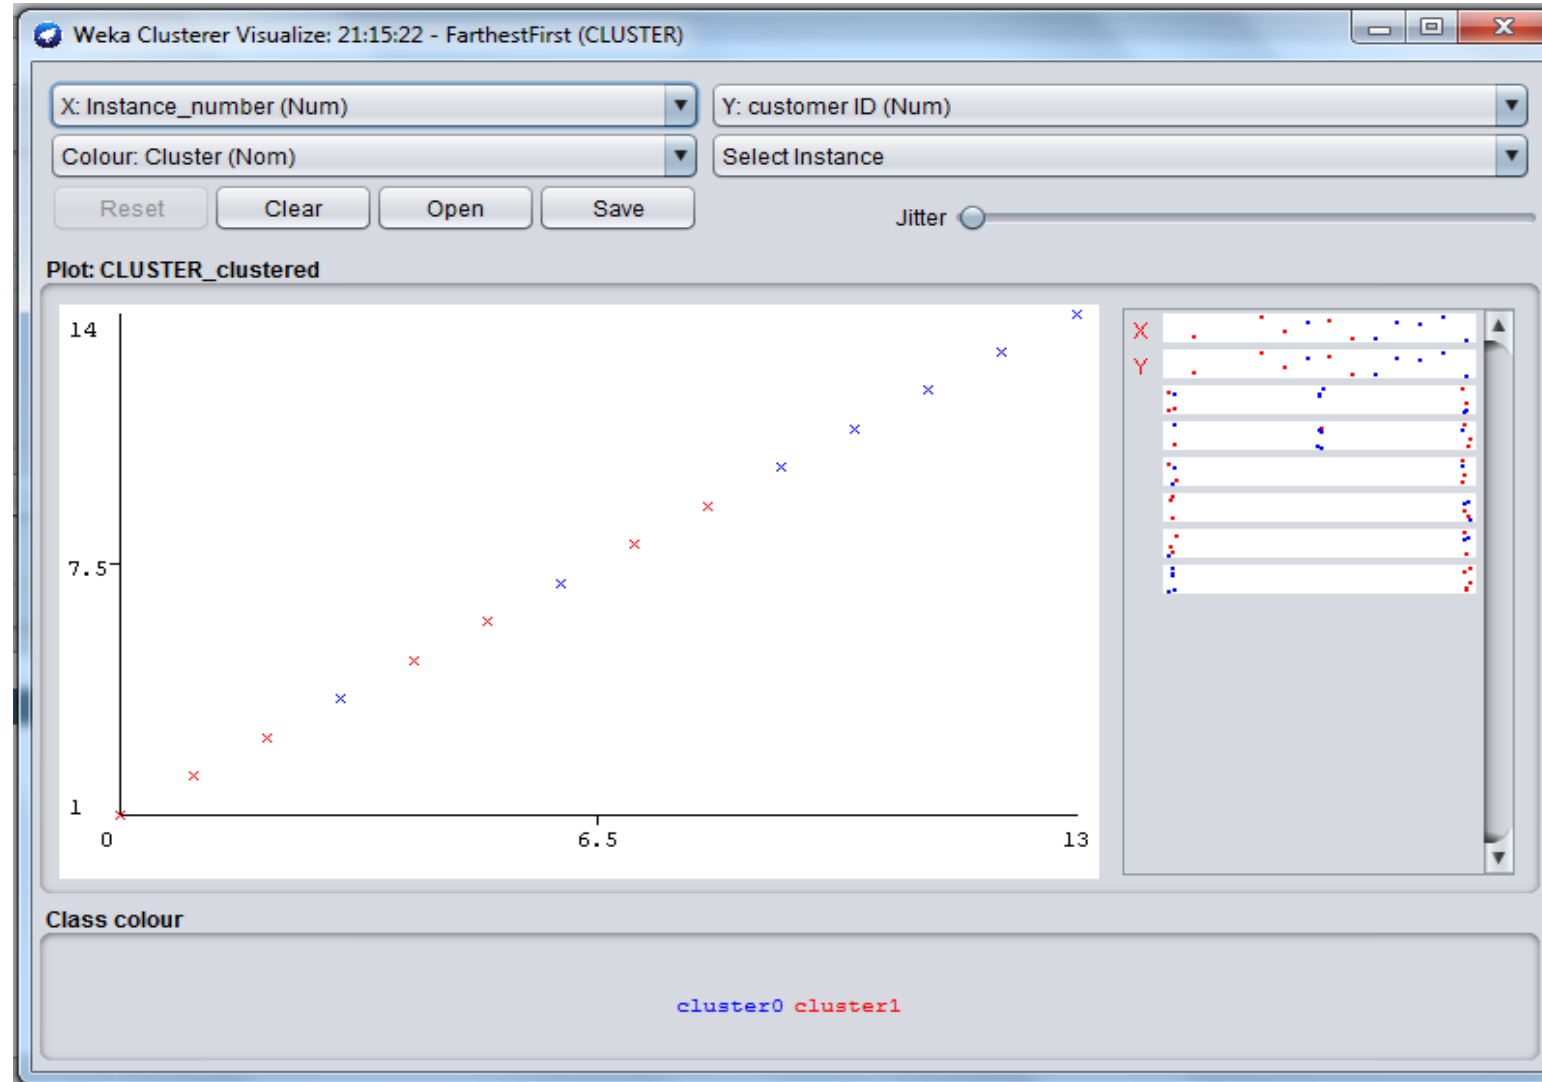 Weka Clusterer Visualize: 21:15:22 - FarthestFirst (CLUSTER)
X: Instance_number (Num) Y: customer ID (Num)
Colour: Cluster (Nom) Select Instance
Reset Clear Open Save Jitter
Plot: CLUSTER_clustered
14
7.5
1
0 6.5 13
X
Y
Class colour
cluster0 cluster1